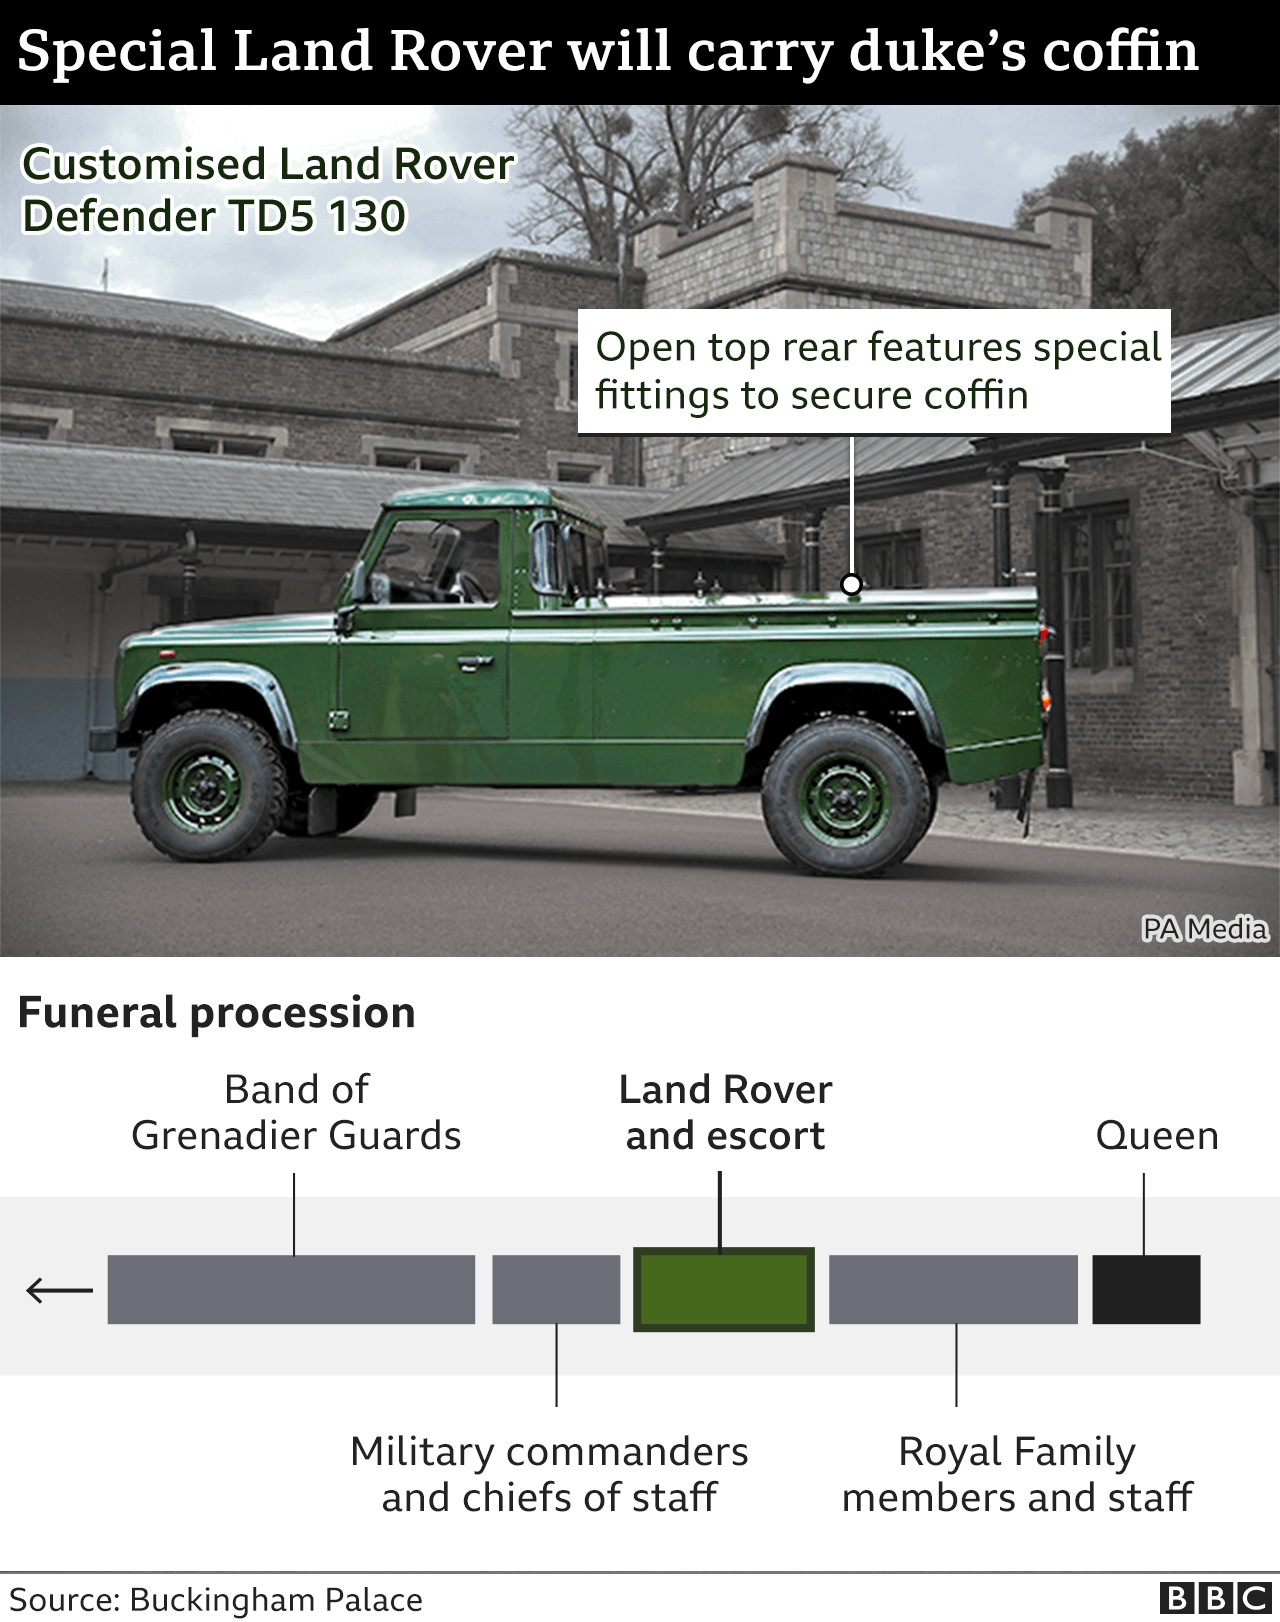 Special Land Rover will carry duke’s coffin
Customised Land Rover
Defender TD5 130
Open top rear features special
fittings to secure coffin
PA Media
Funeral procession
Band of
Grenadier Guards
Land Rover
and escort
Queen
Military commanders
and chiefs of staff
Royal Family
members and staff
Source: Buckingham Palace
BBC